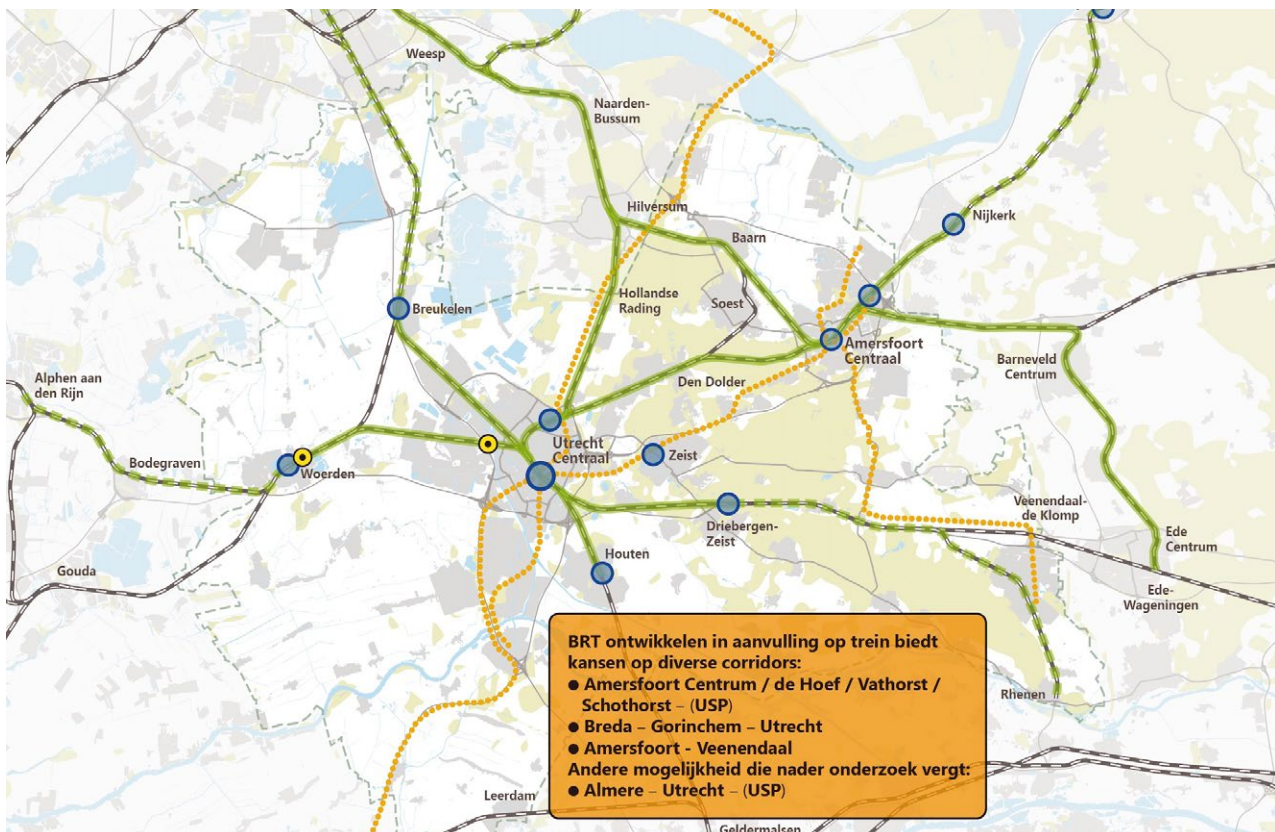 Weesp
Naarden-
Bussum
Hilversum
Baarn
Nijkerk
Hollandse
Rading
Soest
Breukelen
Amersfoort
Centraal
Barneveld
Centrum
Alphen aan
den Rijn
Den Dolder
Utrecht
Centraal
Zeist
Bodegraven
Woerden
Veenendaal-
de Klomp
Driebergen-
Zeist
Ede
Centrum
Houten
Gouda
Ede-
Wageningen
BRT ontwikkelen in aanvulling op trein biedt
kansen op diverse corridors:
● Amersfoort Centrum / de Hoef / Vathorst /
Schothorst – (USP)
● Breda – Gorinchem – Utrecht
● Amersfoort - Veenendaal
Andere mogelijkheid die nader onderzoek vergt:
● Almere – Utrecht – (USP)
Rhenen
Leerdam
Geldermalsen